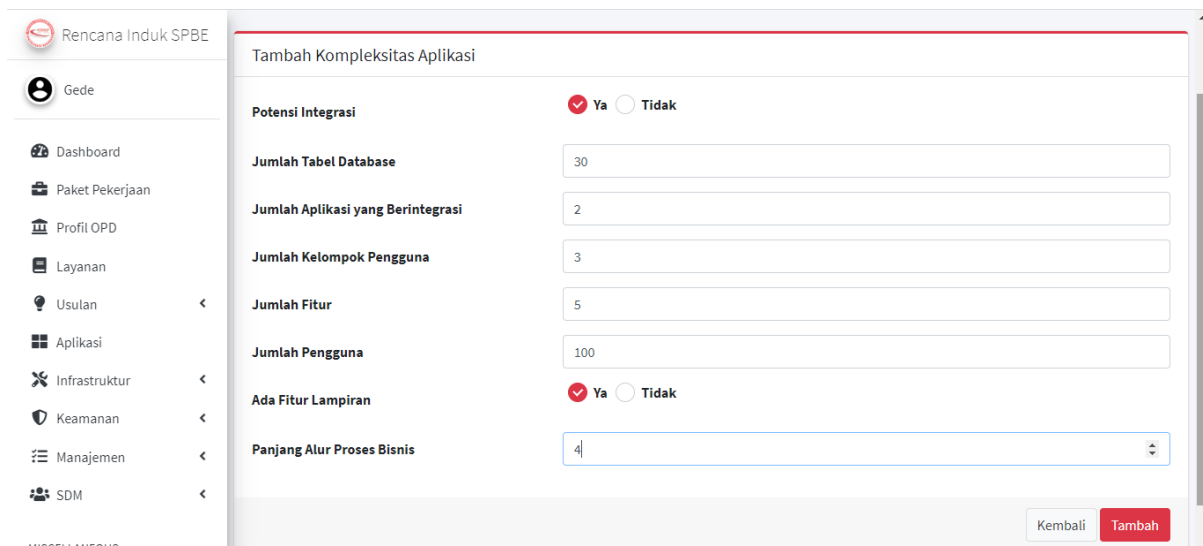 Rencana Induk SPBE
Gede
Dashboard
Paket Pekerjaan
Profil OPD
Layanan
Usulan
Aplikasi
Infrastruktur
Keamanan
Manajemen
SDM
Tambah Kompleksitas Aplikasi
Potensi Integrasi Ya Tidak
Jumlah Tabel Database 30
Jumlah Aplikasi yang Berintegrasi 2
Jumlah Kelompok Pengguna 3
Jumlah Fitur 5
Jumlah Pengguna 100
Ada Fitur Lampiran Ya Tidak
Panjang Alur Proses Bisnis 4
Kembali Tambah